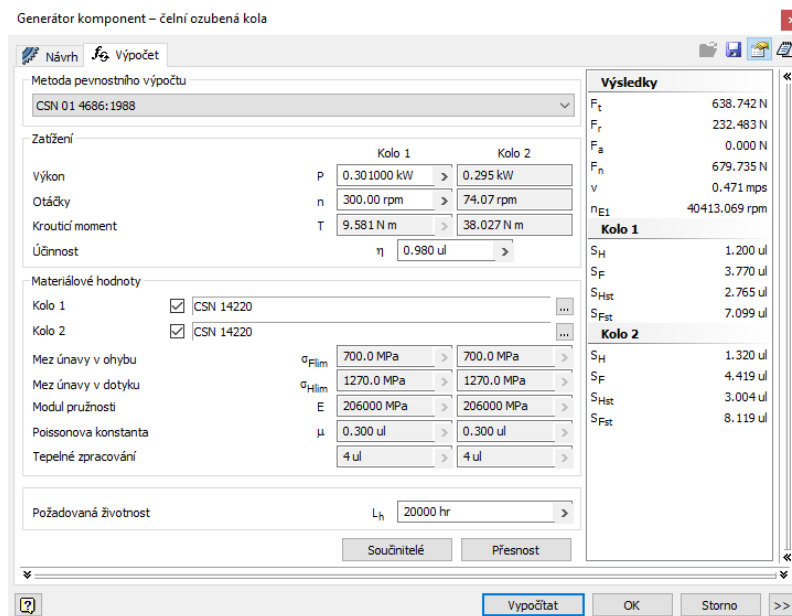 Generátor komponent – čelní ozubená kola
Návrh
Výpočet
Metoda pevnostního výpočtu
CSN 01 4686:1988
Zatížení
Kolo 1 Kolo 2
Výkon P 0.301000 kW > 0.295 kW
Otáčky n 300.00 rpm > 74.07 rpm
Krouticí moment T 9.581 N m 38.027 N m
Účinnost η 0.980 ul >
Materiálové hodnoty
Kolo 1 CSN 14220 ...
Kolo 2 CSN 14220 ...
Mez únavy v ohybu σFlim 700.0 MPa > 700.0 MPa >
Mez únavy v dotyku σHlim 1270.0 MPa > 1270.0 MPa >
Modul pružnosti E 206000 MPa > 206000 MPa >
Poissonova konstanta μ 0.300 ul > 0.300 ul >
Tepelné zpracování 4 ul > 4 ul >
Požadovaná životnost Lh 20000 hr >
Součinitelé Přesnost
Výsledky
Ft 638.742 N
Fr 232.483 N
Fa 0.000 N
Fn 679.735 N
v 0.471 mps
nE1 40413.069 rpm
Kolo 1
SH 1.200 ul
SF 3.770 ul
SHst 2.765 ul
SFst 7.099 ul
Kolo 2
SH 1.320 ul
SF 4.419 ul
SHst 3.004 ul
SFst 8.119 ul
? Vypočítat OK Storno >>